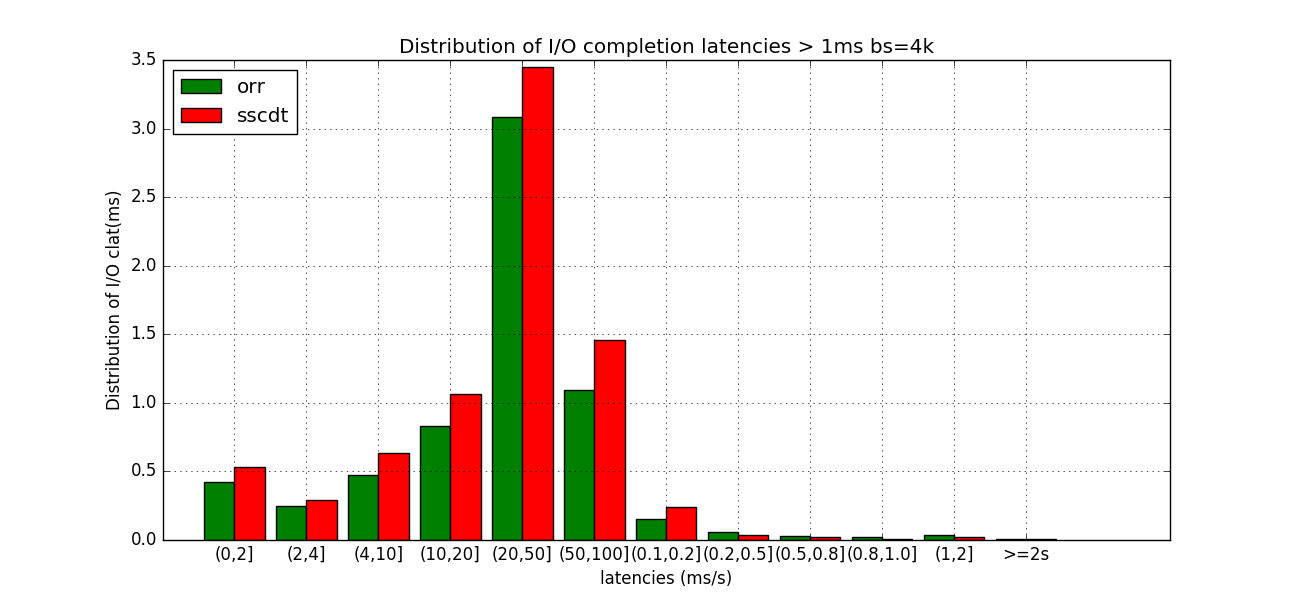 Distribution of I/O completion latencies > 1ms bs=4k
orr
sscdt
Distribution of I/O clat(ms)
3.5
3.0
2.5
2.0
1.5
1.0
0.5
0.0
(0,2] (2,4] (4,10] (10,20] (20,50] (50,100] (0.1,0.2] (0.2,0.5] (0.5,0.8] (0.8,1.0] (1,2] >=2s
latencies (ms/s)